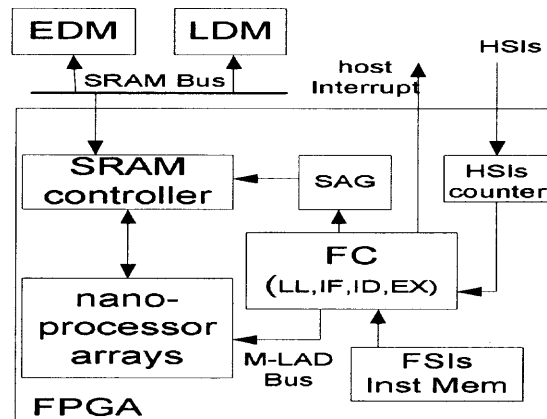 EDM
LDM
SRAM Bus
host
Interrupt
HSIs
SRAM
controller
SAG
HSIs
counter
FC
(LL,IF,ID,EX)
nano-
processor
arrays
M-LAD
Bus
FSIs
Inst Mem
FPGA